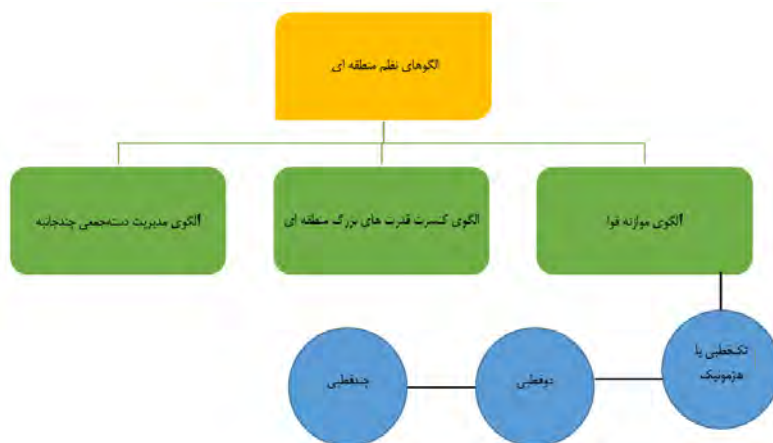 الگوهای نظم منطقه ای
الگوی موازنه قوا
الگوی کنسرت قدرت های بزرگ منطقه ای
الگوی مدیریت دسته‌جمعی چندجانبه
تک‌قطبی یا
هژمونیک
دوقطبی
چندقطبی